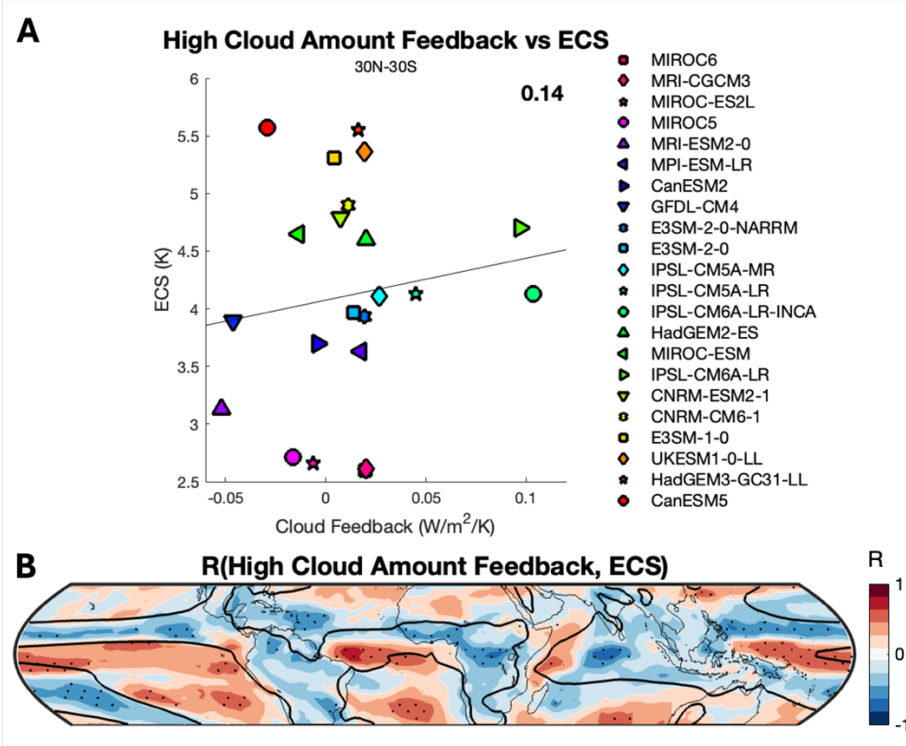 A
High Cloud Amount Feedback vs ECS
30N-30S
0.14
6
5.5
5
4.5
4
3.5
3
2.5
ECS (K)
-0.05
0
0.05
0.1
Cloud Feedback (W/m²/K)
MIROC6
MRI-CGCM3
MIROC-ES2L
MIROC5
MRI-ESM2-0
MPI-ESM-LR
CanESM2
GFDL-CM4
E3SM-2-0-NARRM
E3SM-2-0
IPSL-CM5A-MR
IPSL-CM5A-LR
IPSL-CM6A-LR-INCA
HadGEM2-ES
MIROC-ESM
IPSL-CM6A-LR
CNRM-ESM2-1
CNRM-CM6-1
E3SM-1-0
UKESM1-0-LL
HadGEM3-GC31-LL
CanESM5
B
R(High Cloud Amount Feedback, ECS)
R
1
0
-1